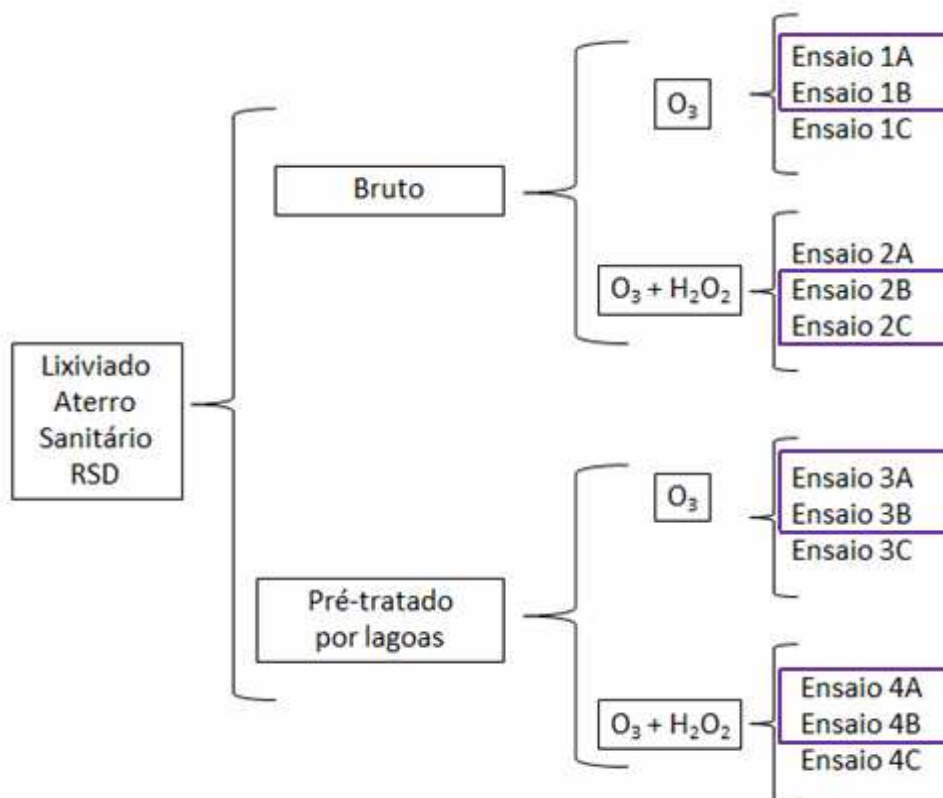 Lixiviado
Aterro
Sanitário
RSD
Bruto
O₃
Ensaio 1A
Ensaio 1B
Ensaio 1C
O₃ + H₂O₂
Ensaio 2A
Ensaio 2B
Ensaio 2C
Pré-tratado
por lagoas
O₃
Ensaio 3A
Ensaio 3B
Ensaio 3C
O₃ + H₂O₂
Ensaio 4A
Ensaio 4B
Ensaio 4C